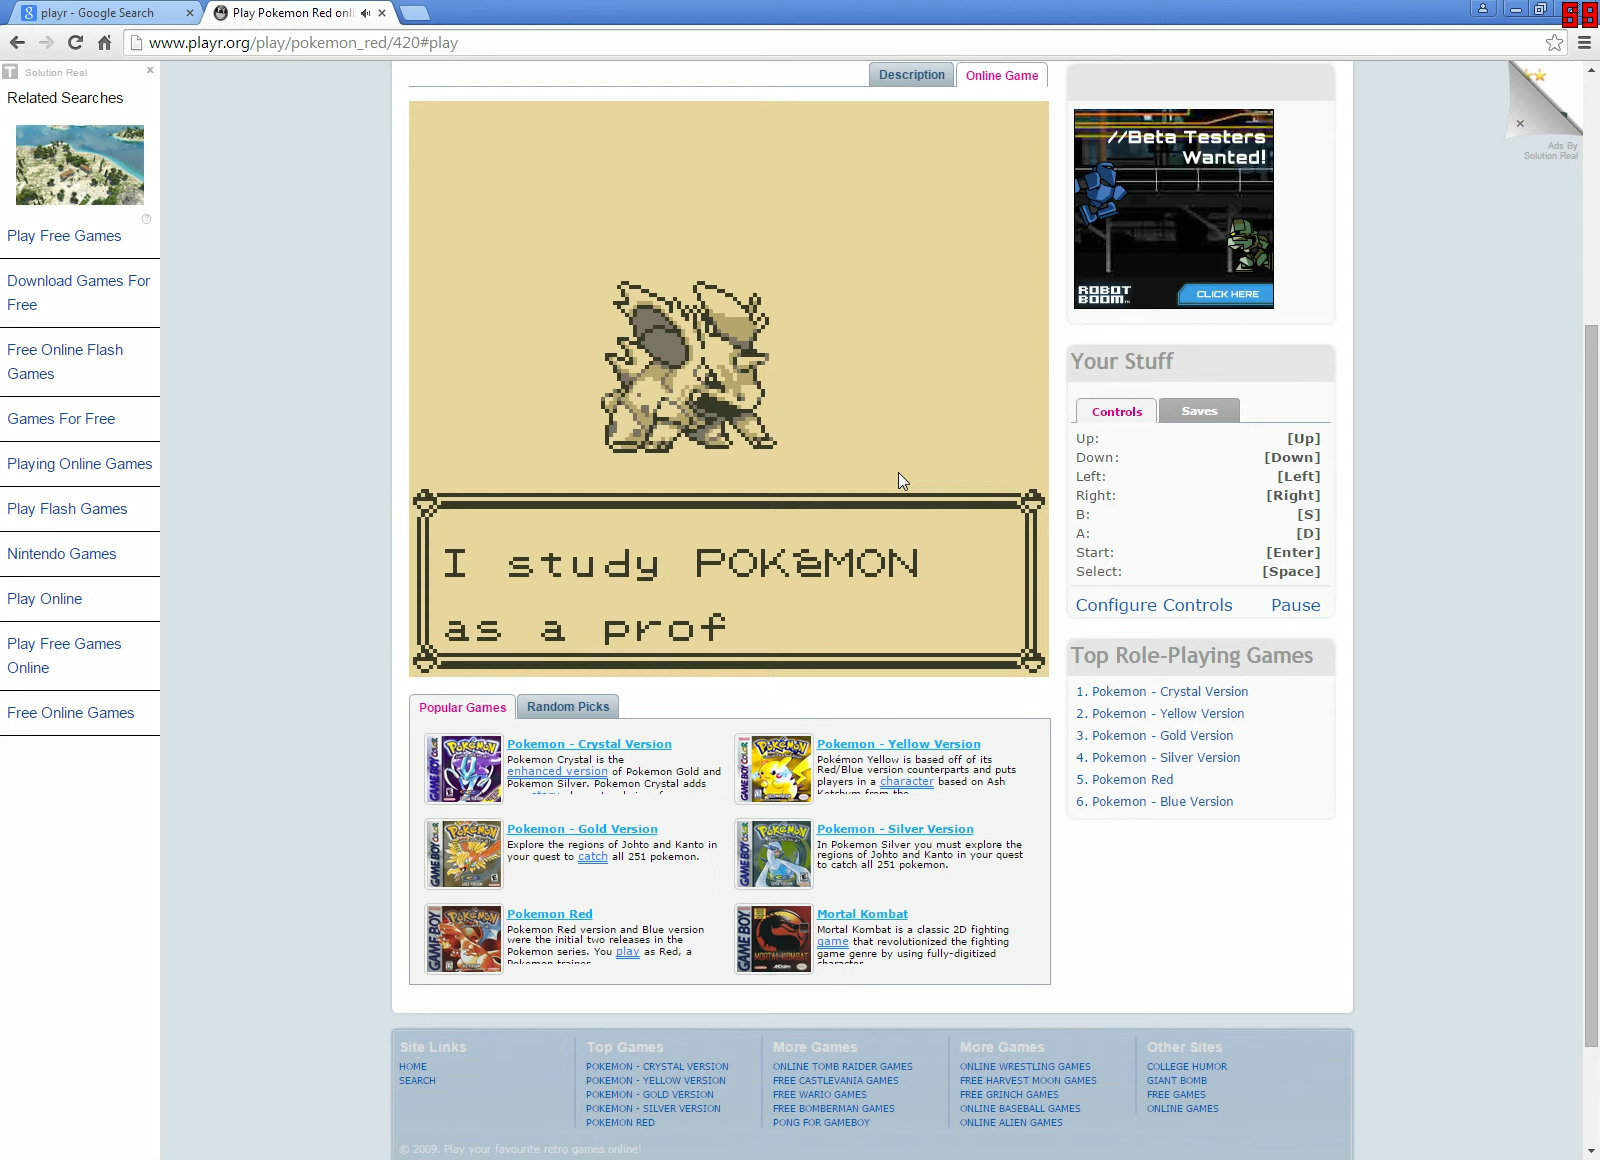 playr - Google Search
Play Pokemon Red onl
59
www.playr.org/play/pokemon_red/420#play
Solution Real
Related Searches
Play Free Games
Download Games For
Free
Free Online Flash
Games
Games For Free
Playing Online Games
Play Flash Games
Nintendo Games
Play Online
Play Free Games
Online
Free Online Games
Description
Online Game
I study POKéMON
as a prof
Popular Games
Random Picks
Pokemon - Crystal Version
Pokemon Crystal is the
enhanced version of Pokemon Gold and
Pokemon Silver. Pokemon Crystal adds
Pokemon - Yellow Version
Pokémon Yellow is based off of its
Red/Blue version counterparts and puts
players in a character based on Ash
Ketchum from the
Pokemon - Gold Version
Explore the regions of Johto and Kanto in
your quest to catch all 251 pokemon.
Pokemon - Silver Version
In Pokemon Silver you must explore the
regions of Johto and Kanto in your quest
to catch all 251 pokemon.
Pokemon Red
Pokemon Red version and Blue version
were the initial two releases in the
Pokemon series. You play as Red, a
Pokemon trainer
Mortal Kombat
Mortal Kombat is a classic 2D fighting
game that revolutionized the fighting
game genre by using fully-digitized
character
//Beta Testers
Wanted!
ROBOT
BOOM
CLICK HERE
Ads By
Solution Real
Your Stuff
Controls
Saves
Up: [Up]
Down: [Down]
Left: [Left]
Right: [Right]
B: [S]
A: [D]
Start: [Enter]
Select: [Space]
Configure Controls
Pause
Top Role-Playing Games
1. Pokemon - Crystal Version
2. Pokemon - Yellow Version
3. Pokemon - Gold Version
4. Pokemon - Silver Version
5. Pokemon Red
6. Pokemon - Blue Version
Site Links
HOME
SEARCH
Top Games
POKEMON - CRYSTAL VERSION
POKEMON - YELLOW VERSION
POKEMON - GOLD VERSION
POKEMON - SILVER VERSION
POKEMON RED
More Games
ONLINE TOMB RAIDER GAMES
FREE CASTLEVANIA GAMES
FREE WARIO GAMES
FREE BOMBERMAN GAMES
PONG FOR GAMEBOY
More Games
ONLINE WRESTLING GAMES
FREE HARVEST MOON GAMES
FREE GRINCH GAMES
ONLINE BASEBALL GAMES
ONLINE ALIEN GAMES
Other Sites
COLLEGE HUMOR
GIANT BOMB
FREE GAMES
ONLINE GAMES
© 2009. Play your favourite retro games online!